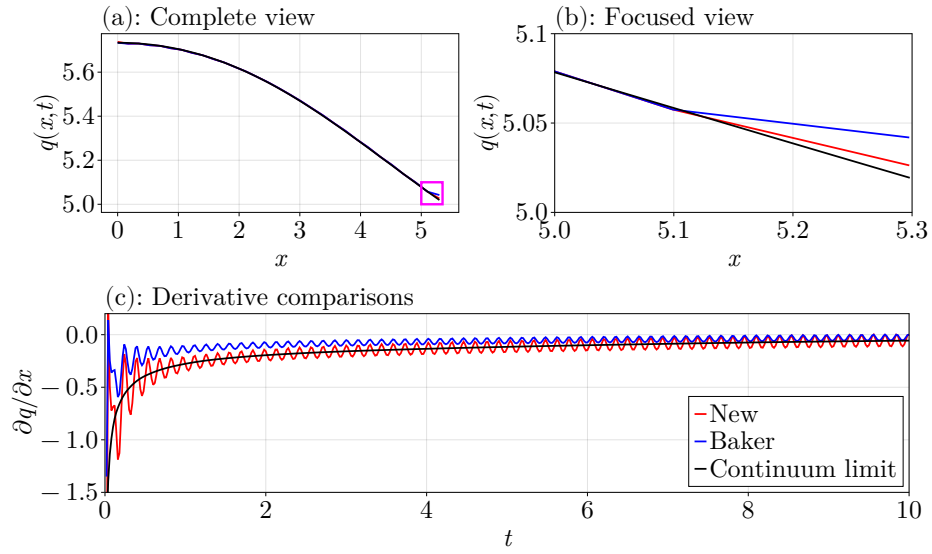 (a): Complete view
(b): Focused view
q(x,t)
5.6
5.4
5.2
5.0
0 1 2 3 4 5
x
q(x,t)
5.1
5.05
5.0
5.0 5.1 5.2 5.3
x
(c): Derivative comparisons
∂q/∂x
0.0
−0.5
−1.0
−1.5
0 2 4 6 8 10
t
New
Baker
Continuum limit